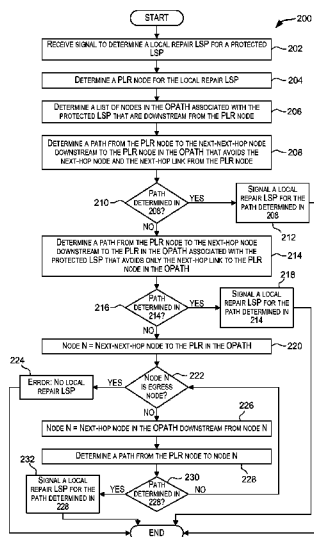 START
200
RECEIVE SIGNAL TO DETERMINE A LOCAL REPAIR LSP FOR A PROTECTED
LSP
202
DETERMINE A PLR NODE FOR THE LOCAL REPAIR LSP
204
DETERMINE A LIST OF NODES IN THE OPATH ASSOCIATED WITH THE
PROTECTED LSP THAT ARE DOWNSTREAM FROM THE PLR NODE
206
DETERMINE A PATH FROM THE PLR NODE TO THE NEXT-NEXT-HOP NODE
DOWNSTREAM TO THE PLR NODE IN THE OPATH THAT AVOIDS THE
NEXT-HOP NODE AND THE NEXT-HOP LINK FROM THE PLR NODE
208
210
PATH
DETERMINED IN
208?
YES
SIGNAL A LOCAL
REPAIR LSP FOR THE
PATH DETERMINED IN
208
212
NO
DETERMINE A PATH FROM THE PLR NODE TO THE NEXT-HOP NODE
DOWNSTREAM TO THE PLR IN THE OPATH ASSOCIATED WITH THE
PROTECTED LSP THAT AVOIDS ONLY THE NEXT-HOP LINK TO THE PLR
NODE IN THE OPATH
214
216
PATH
DETERMINED IN
214?
YES
SIGNAL A LOCAL
REPAIR LSP FOR THE
PATH DETERMINED IN
214
218
NO
NODE N = NEXT-NEXT-HOP NODE TO THE PLR IN THE OPATH
220
224
ERROR: NO LOCAL
REPAIR LSP
YES
NODE N
IS EGRESS
NODE?
222
NO
226
NODE N = NEXT-HOP NODE IN THE OPATH DOWNSTREAM FROM NODE N
DETERMINE A PATH FROM THE PLR NODE TO NODE N
228
232
SIGNAL A LOCAL
REPAIR LSP FOR THE
PATH DETERMINED IN
228
YES
PATH
DETERMINED IN
228?
230
NO
END